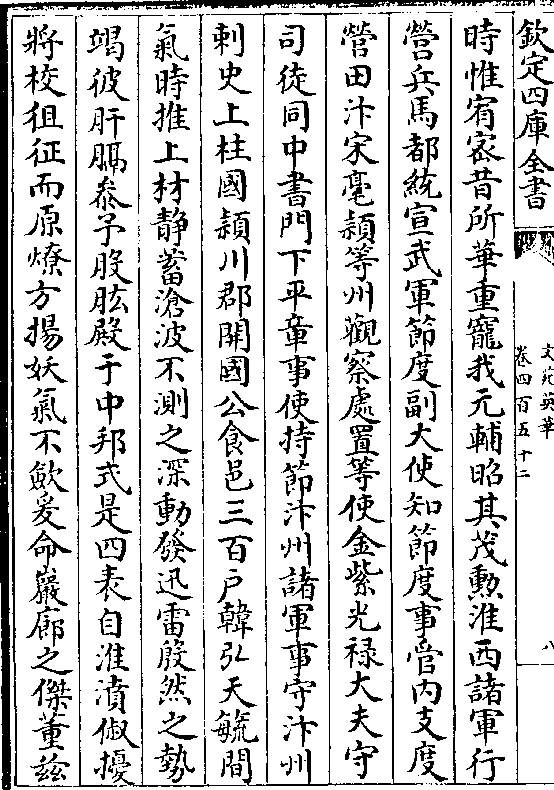 欽定四庫全書
文苑英華
卷四百五十二
八
時惟宥宻昔所華重寵我元輔昭其茂勲淮西諸軍行
營兵馬都統宣武軍節度副大使知節度事管内支度
營田汴宋亳潁等州觀察處置等使金紫光禄大夫守
司徒同中書門下平章事使持節汴州諸軍事守汴州
刺史上柱國潁川郡開國公食邑三百户韓弘天毓間
氣時推上材静蓄滄波不測之深動發迅雷殷然之勢
竭彼肝膈叅予股肱殿于中邦式是四表自淮濆俶擾
將校徂征而原燎方揚妖氣不歛爰命巖廊之傑董兹